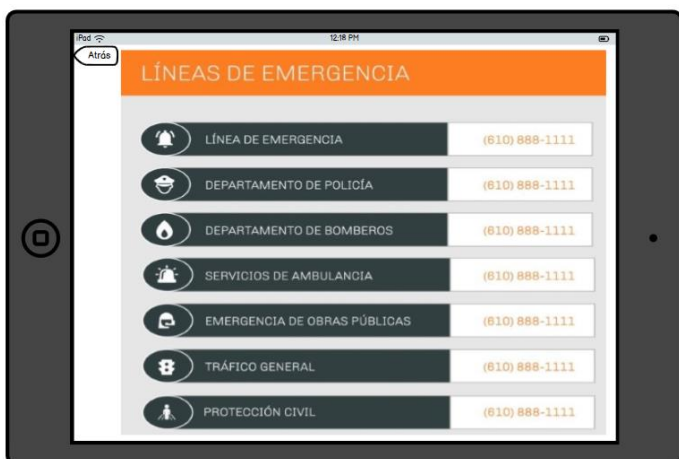 iPad 12:18 PM
Atrás
LÍNEAS DE EMERGENCIA
LÍNEA DE EMERGENCIA (610) 888-1111
DEPARTAMENTO DE POLICÍA (610) 888-1111
DEPARTAMENTO DE BOMBEROS (610) 888-1111
SERVICIOS DE AMBULANCIA (610) 888-1111
EMERGENCIA DE OBRAS PÚBLICAS (610) 888-1111
TRÁFICO GENERAL (610) 888-1111
PROTECCIÓN CIVIL (610) 888-1111